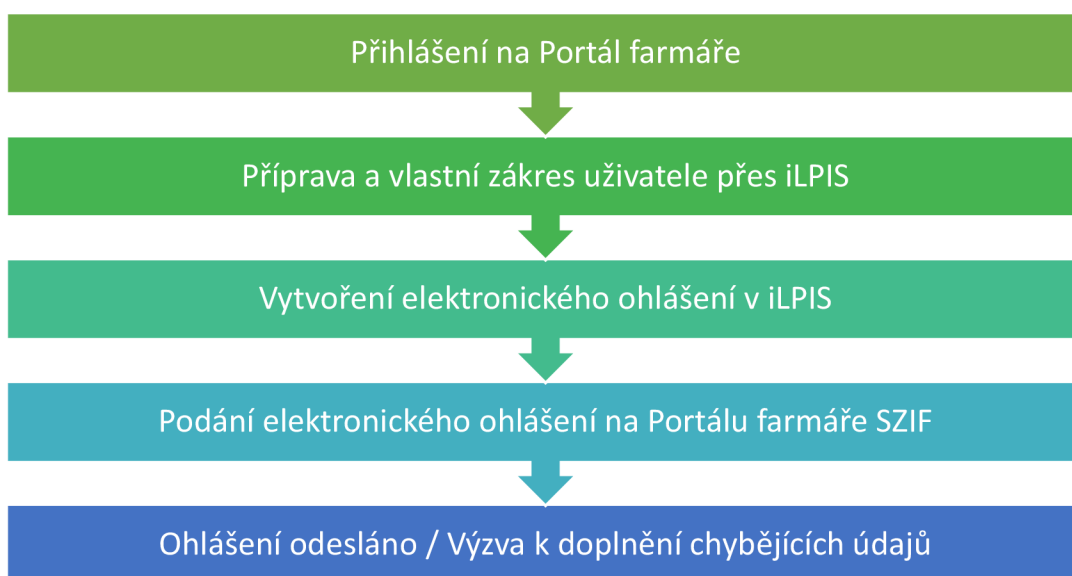 Přihlášení na Portál farmáře
Příprava a vlastní zákres uživatele přes iLPIS
Vytvoření elektronického ohlášení v iLPIS
Podání elektronického ohlášení na Portálu farmáře SZIF
Ohlášení odesláno / Výzva k doplnění chybějících údajů